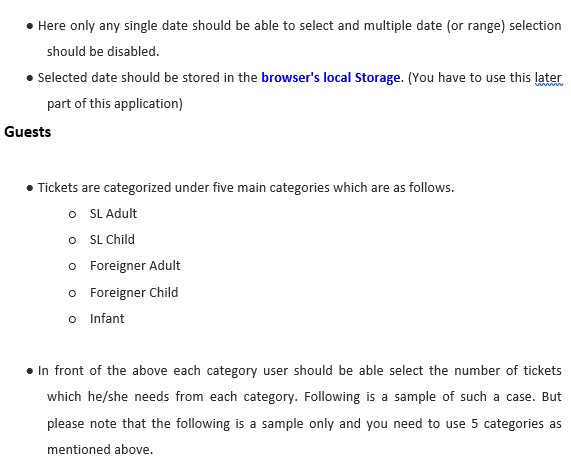 ● Here only any single date should be able to select and multiple date (or range) selection
should be disabled.
● Selected date should be stored in the browser's local Storage. (You have to use this later
part of this application)
Guests
● Tickets are categorized under five main categories which are as follows.
o SL Adult
o SL Child
o Foreigner Adult
o Foreigner Child
o Infant
● In front of the above each category user should be able select the number of tickets
which he/she needs from each category. Following is a sample of such a case. But
please note that the following is a sample only and you need to use 5 categories as
mentioned above.